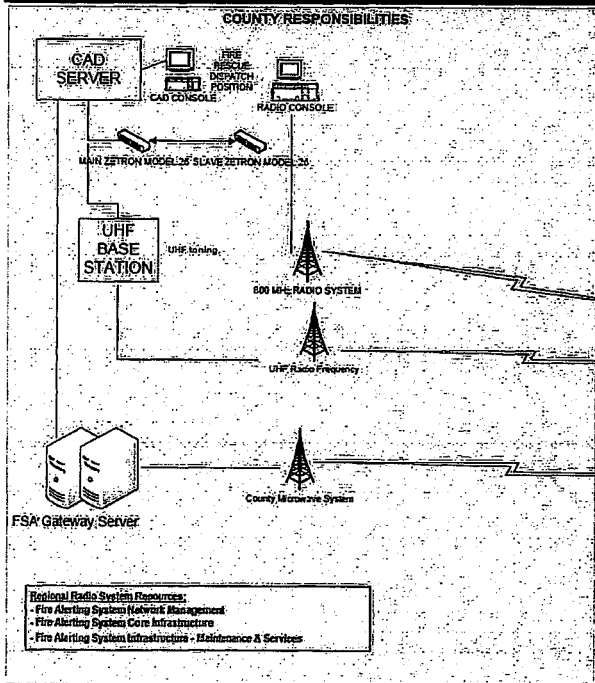 COUNTY RESPONSIBILITIES
CAD
SERVER
FIRE
RESCUE
DISPATCH
POSITION
CAD CONSOLE
RADIO CONSOLE
MAIN ZETRON MODEL 26
SLAVE ZETRON MODEL 26
UHF
BASE
STATION
UHF toning
800 MHz RADIO SYSTEM
UHF Radio Frequency
County Microwave System
FSA Gateway Server
Regional Radio System Resources:
- Fire Alerting System Network Management
- Fire Alerting System Core Infrastructure
- Fire Alerting System Infrastructure - Maintenance & Services